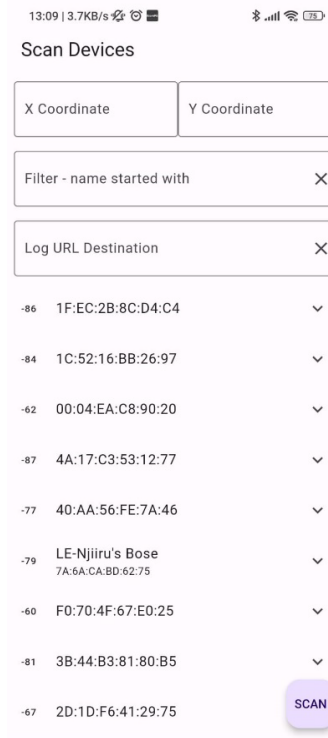 13:09 | 3.7KB/s 75
Scan Devices
X Coordinate Y Coordinate
Filter - name started with
Log URL Destination
-86 1F:EC:2B:8C:D4:C4
-84 1C:52:16:BB:26:97
-62 00:04:EA:C8:90:20
-87 4A:17:C3:53:12:77
-77 40:AA:56:FE:7A:46
-79 LE-Njiiru's Bose
7A:6A:CA:BD:62:75
-60 F0:70:4F:67:E0:25
-81 3B:44:B3:81:80:B5
-67 2D:1D:F6:41:29:75
SCAN